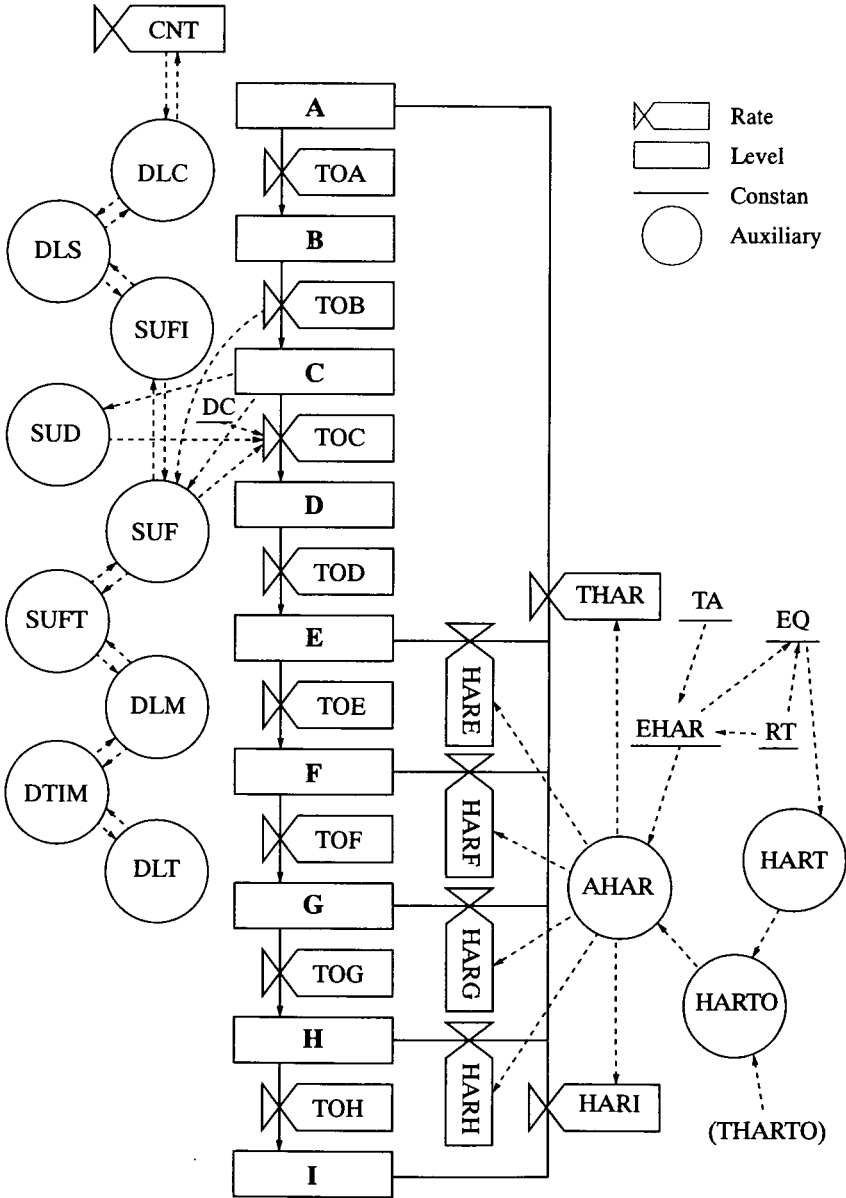 CNT
A
Rate
TOA
Level
DLC
Constan
B
Auxiliary
DLS
TOB
SUFI
C
DC
SUD
TOC
D
SUF
TOD
THAR
TA
EQ
SUFT
E
HARE
TOE
DLM
EHAR
RT
F
DTIM
HARF
TOF
HART
DLT
AHAR
G
HARG
TOG
HARTO
H
HARH
TOH
HARI
(THARTO)
I